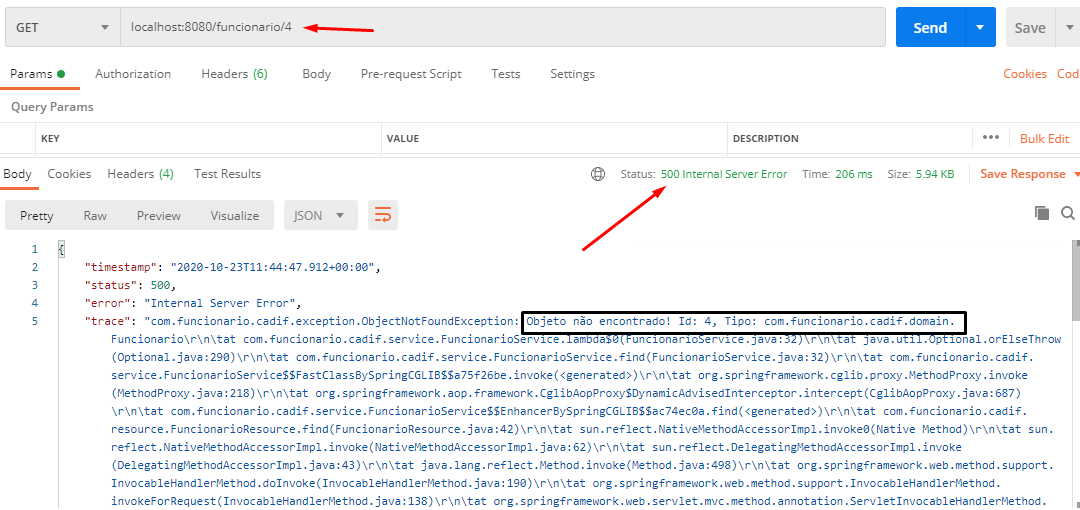 GET localhost:8080/funcionario/4 Send Save
Params Authorization Headers (6) Body Pre-request Script Tests Settings Cookies Cod
Query Params
KEY VALUE DESCRIPTION ••• Bulk Edit
Body Cookies Headers (4) Test Results Status: 500 Internal Server Error Time: 206 ms Size: 5.94 KB Save Response
Pretty Raw Preview Visualize JSON
1 {
2 "timestamp": "2020-10-23T11:44:47.912+00:00",
3 "status": 500,
4 "error": "Internal Server Error",
5 "trace": "com.funcionario.cadif.exception.ObjectNotFoundException: Objeto não encontrado! Id: 4, Tipo: com.funcionario.cadif.domain.
Funcionario\r\n\tat com.funcionario.cadif.service.FuncionarioService.lambda$0(FuncionarioService.java:32)\r\n\tat java.util.Optional.orElseThrow
(Optional.java:290)\r\n\tat com.funcionario.cadif.service.FuncionarioService.find(FuncionarioService.java:32)\r\n\tat com.funcionario.cadif.
service.FuncionarioService$$FastClassBySpringCGLIB$$a75f26be.invoke(<generated>)\r\n\tat org.springframework.cglib.proxy.MethodProxy.invoke
(MethodProxy.java:218)\r\n\tat org.springframework.aop.framework.CglibAopProxy$DynamicAdvisedInterceptor.intercept(CglibAopProxy.java:687)
\r\n\tat com.funcionario.cadif.service.FuncionarioService$$EnhancerBySpringCGLIB$$ac74ec0a.find(<generated>)\r\n\tat com.funcionario.cadif.
resource.FuncionarioResource.find(FuncionarioResource.java:42)\r\n\tat sun.reflect.NativeMethodAccessorImpl.invoke0(Native Method)\r\n\tat sun.
reflect.NativeMethodAccessorImpl.invoke(NativeMethodAccessorImpl.java:62)\r\n\tat sun.reflect.DelegatingMethodAccessorImpl.invoke
(DelegatingMethodAccessorImpl.java:43)\r\n\tat java.lang.reflect.Method.invoke(Method.java:498)\r\n\tat org.springframework.web.method.support.
InvocableHandlerMethod.doInvoke(InvocableHandlerMethod.java:190)\r\n\tat org.springframework.web.method.support.InvocableHandlerMethod.
invokeForRequest(InvocableHandlerMethod.java:138)\r\n\tat org.springframework.web.servlet.mvc.method.annotation.ServletInvocableHandlerMethod.